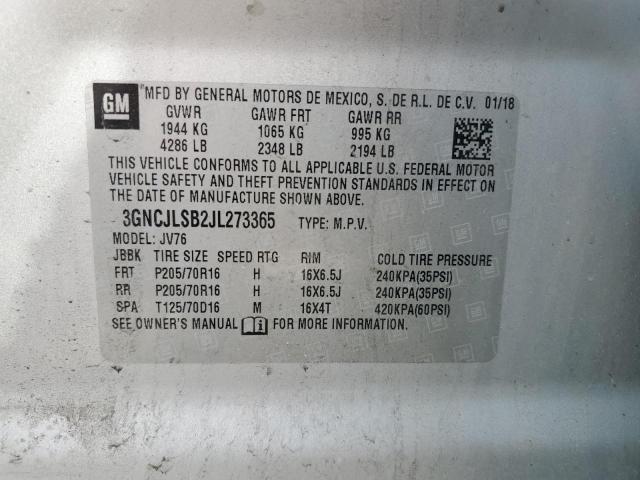 GM
MFD BY GENERAL MOTORS DE MEXICO, S. DE R.L. DE C.V. 01/18
GVWR GAWR FRT GAWR RR
1944 KG 1065 KG 995 KG
4286 LB 2348 LB 2194 LB
THIS VEHICLE CONFORMS TO ALL APPLICABLE U.S. FEDERAL MOTOR
VEHICLE SAFETY AND THEFT PREVENTION STANDARDS IN EFFECT ON
THE DATE OF MANUFACTURE SHOWN ABOVE.
3GNCJLSB2JL273365 TYPE: M.P.V.
MODEL: JV76
JBBK TIRE SIZE SPEED RTG RIM COLD TIRE PRESSURE
FRT P205/70R16 H 16X6.5J 240KPA(35PSI)
RR P205/70R16 H 16X6.5J 240KPA(35PSI)
SPA T125/70D16 M 16X4T 420KPA(60PSI)
SEE OWNER'S MANUAL FOR MORE INFORMATION.